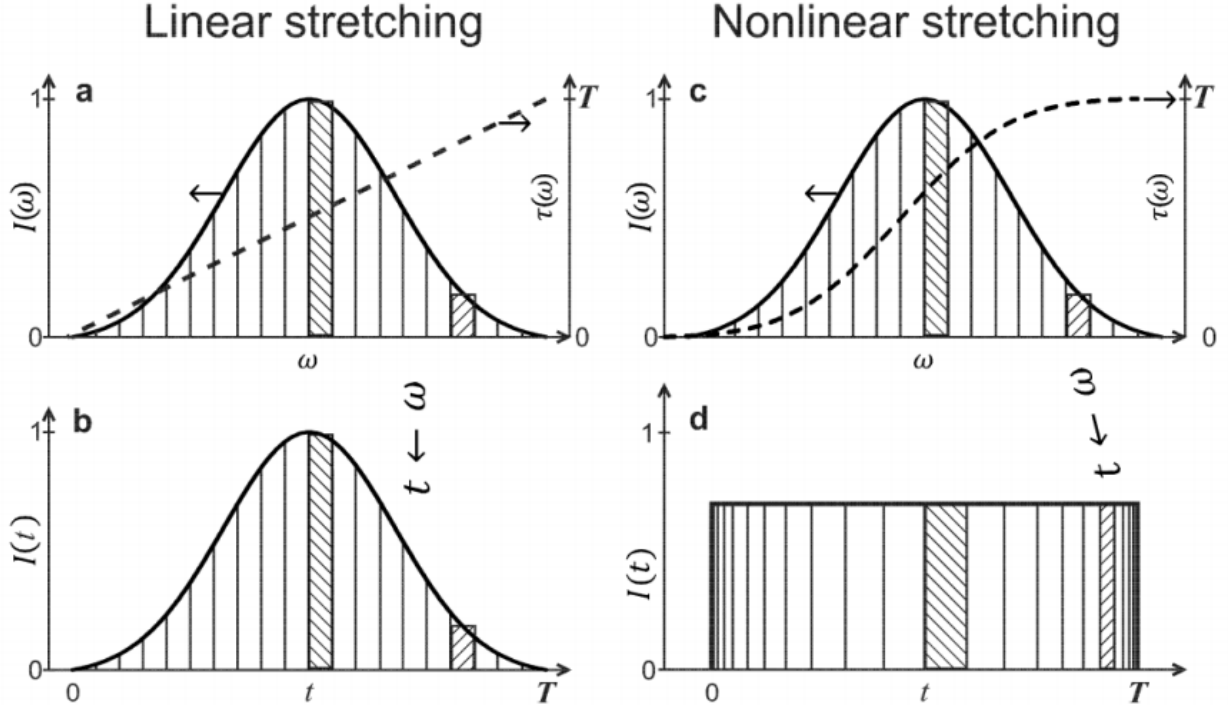 Linear stretching
Nonlinear stretching
a
1
T
I(ω)
τ(ω)
0
0
ω
c
1
T
I(ω)
τ(ω)
0
0
ω
b
1
ω
t
I(t)
0
0
t
T
d
1
ω
t
I(t)
0
0
t
T